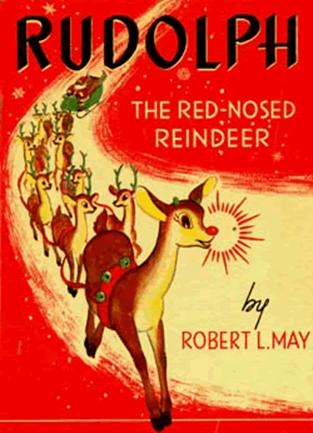 RUDOLPH
THE RED-NOSED
REINDEER
by
ROBERT L. MAY